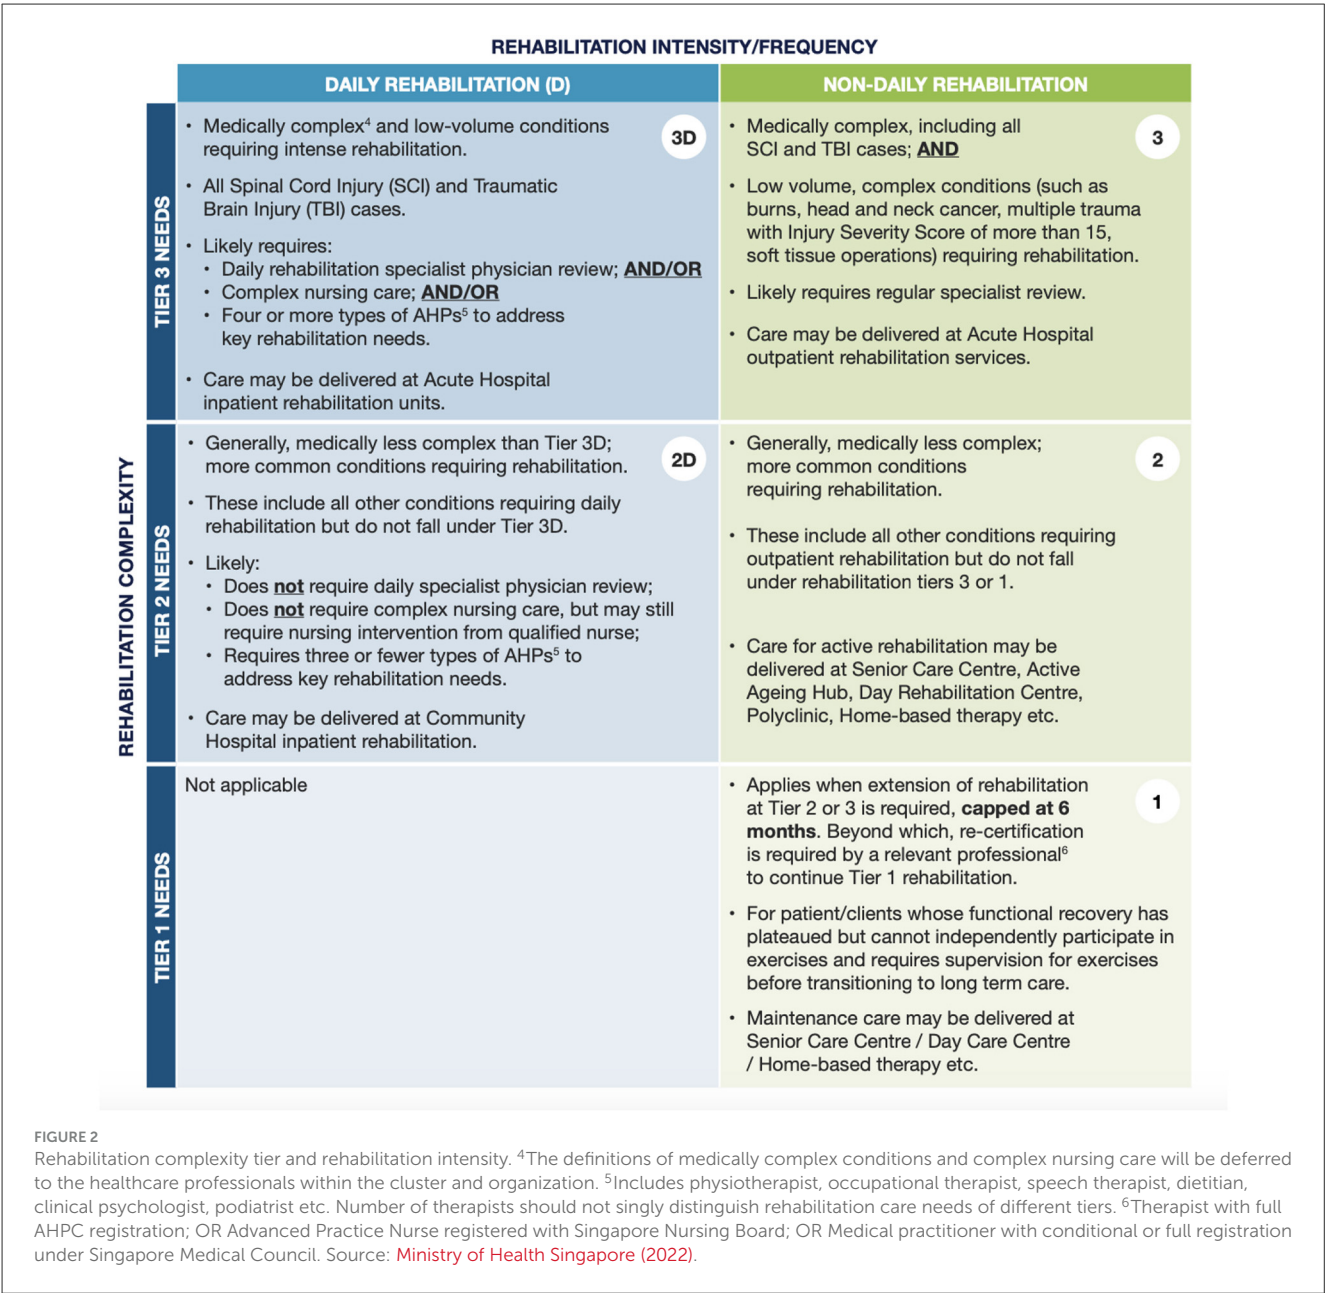 REHABILITATION INTENSITY/FREQUENCY
DAILY REHABILITATION (D)
NON-DAILY REHABILITATION
REHABILITATION COMPLEXITY
TIER 3 NEEDS
3D
• Medically complex⁴ and low-volume conditions
requiring intense rehabilitation.
• All Spinal Cord Injury (SCI) and Traumatic
Brain Injury (TBI) cases.
• Likely requires:
• Daily rehabilitation specialist physician review; AND/OR
• Complex nursing care; AND/OR
• Four or more types of AHPs⁵ to address
key rehabilitation needs.
• Care may be delivered at Acute Hospital
inpatient rehabilitation units.
3
• Medically complex, including all
SCI and TBI cases; AND
• Low volume, complex conditions (such as
burns, head and neck cancer, multiple trauma
with Injury Severity Score of more than 15,
soft tissue operations) requiring rehabilitation.
• Likely requires regular specialist review.
• Care may be delivered at Acute Hospital
outpatient rehabilitation services.
TIER 2 NEEDS
2D
• Generally, medically less complex than Tier 3D;
more common conditions requiring rehabilitation.
• These include all other conditions requiring daily
rehabilitation but do not fall under Tier 3D.
• Likely:
• Does not require daily specialist physician review;
• Does not require complex nursing care, but may still
require nursing intervention from qualified nurse;
• Requires three or fewer types of AHPs⁵ to
address key rehabilitation needs.
• Care may be delivered at Community
Hospital inpatient rehabilitation.
2
• Generally, medically less complex;
more common conditions
requiring rehabilitation.
• These include all other conditions requiring
outpatient rehabilitation but do not fall
under rehabilitation tiers 3 or 1.
• Care for active rehabilitation may be
delivered at Senior Care Centre, Active
Ageing Hub, Day Rehabilitation Centre,
Polyclinic, Home-based therapy etc.
TIER 1 NEEDS
Not applicable
1
• Applies when extension of rehabilitation
at Tier 2 or 3 is required, capped at 6
months. Beyond which, re-certification
is required by a relevant professional⁶
to continue Tier 1 rehabilitation.
• For patient/clients whose functional recovery has
plateaued but cannot independently participate in
exercises and requires supervision for exercises
before transitioning to long term care.
• Maintenance care may be delivered at
Senior Care Centre / Day Care Centre
/ Home-based therapy etc.
FIGURE 2
Rehabilitation complexity tier and rehabilitation intensity. ⁴The definitions of medically complex conditions and complex nursing care will be deferred
to the healthcare professionals within the cluster and organization. ⁵Includes physiotherapist, occupational therapist, speech therapist, dietitian,
clinical psychologist, podiatrist etc. Number of therapists should not singly distinguish rehabilitation care needs of different tiers. ⁶Therapist with full
AHPC registration; OR Advanced Practice Nurse registered with Singapore Nursing Board; OR Medical practitioner with conditional or full registration
under Singapore Medical Council. Source: Ministry of Health Singapore (2022).